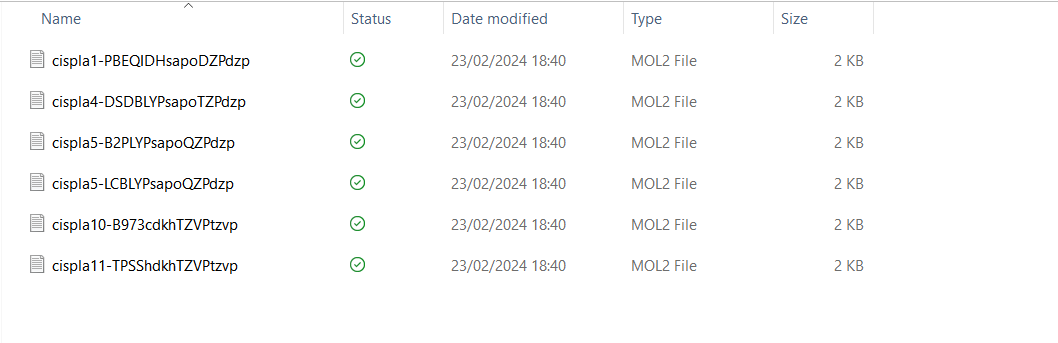 Name Status Date modified Type Size
cispla1-PBEQIDHsapoDZPdzp 23/02/2024 18:40 MOL2 File 2 KB
cispla4-DSDBLYPsapoTZPdzp 23/02/2024 18:40 MOL2 File 2 KB
cispla5-B2PLYPsapoQZPdzp 23/02/2024 18:40 MOL2 File 2 KB
cispla5-LCBLYPsapoQZPdzp 23/02/2024 18:40 MOL2 File 2 KB
cispla10-B973cdkhTZVPtzvp 23/02/2024 18:40 MOL2 File 2 KB
cispla11-TPSShdkhTZVPtzvp 23/02/2024 18:40 MOL2 File 2 KB